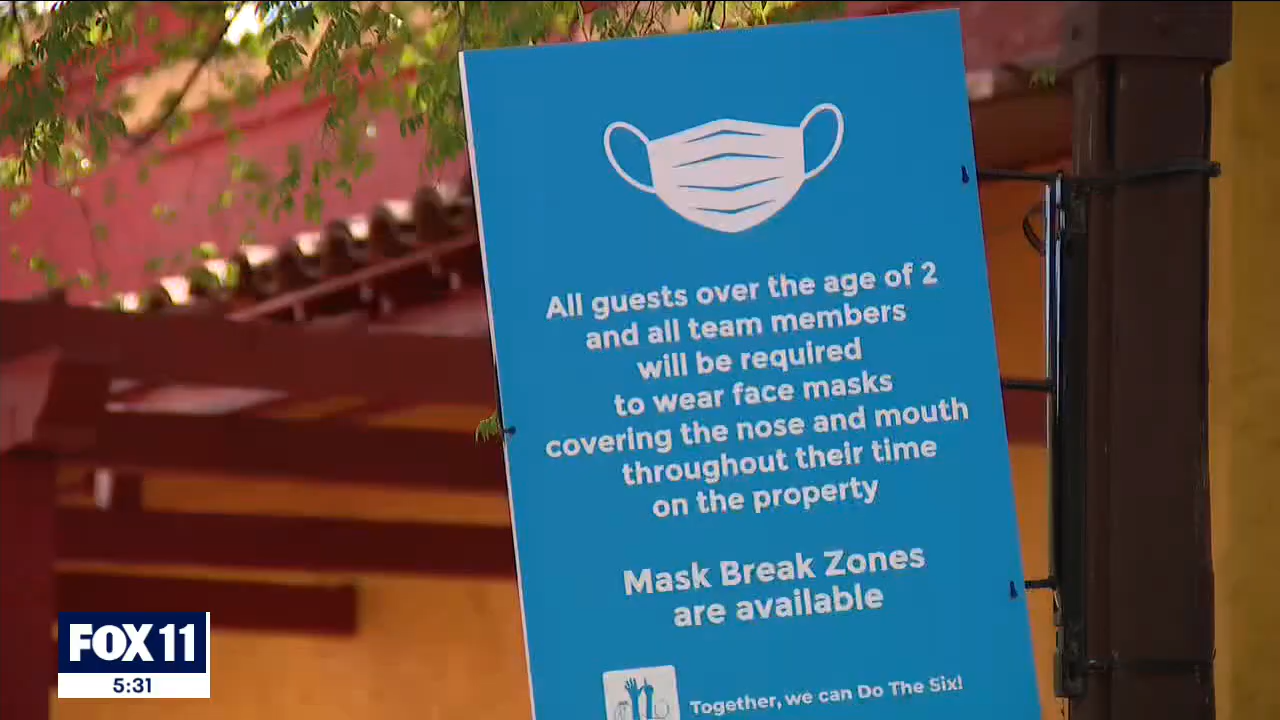 All guests over the age of 2
and all team members
will be required
to wear face masks
covering the nose and mouth
throughout their time
on the property
Mask Break Zones
are available
Together, we can Do The Six!
FOX 11
5:31